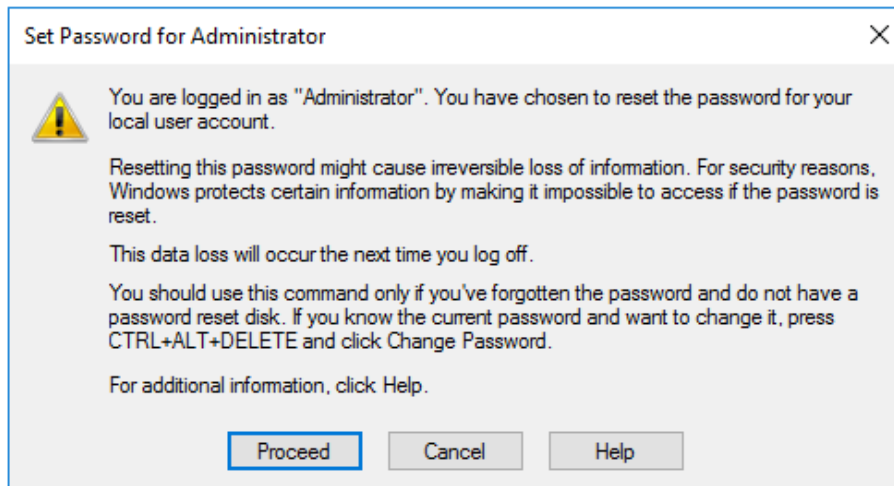 Set Password for Administrator
You are logged in as "Administrator". You have chosen to reset the password for your
local user account.
Resetting this password might cause irreversible loss of information. For security reasons,
Windows protects certain information by making it impossible to access if the password is
reset.
This data loss will occur the next time you log off.
You should use this command only if you've forgotten the password and do not have a
password reset disk. If you know the current password and want to change it, press
CTRL+ALT+DELETE and click Change Password.
For additional information, click Help.
Proceed Cancel Help